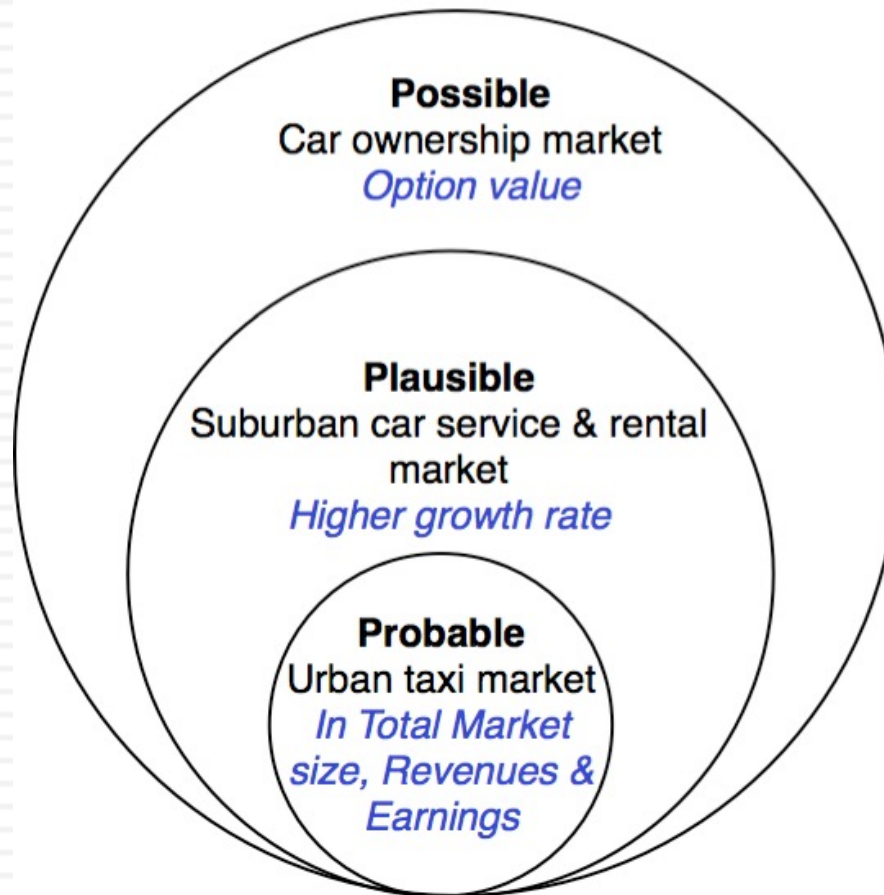 Possible
Car ownership market
Option value
Plausible
Suburban car service & rental
market
Higher growth rate
Probable
Urban taxi market
In Total Market
size, Revenues &
Earnings